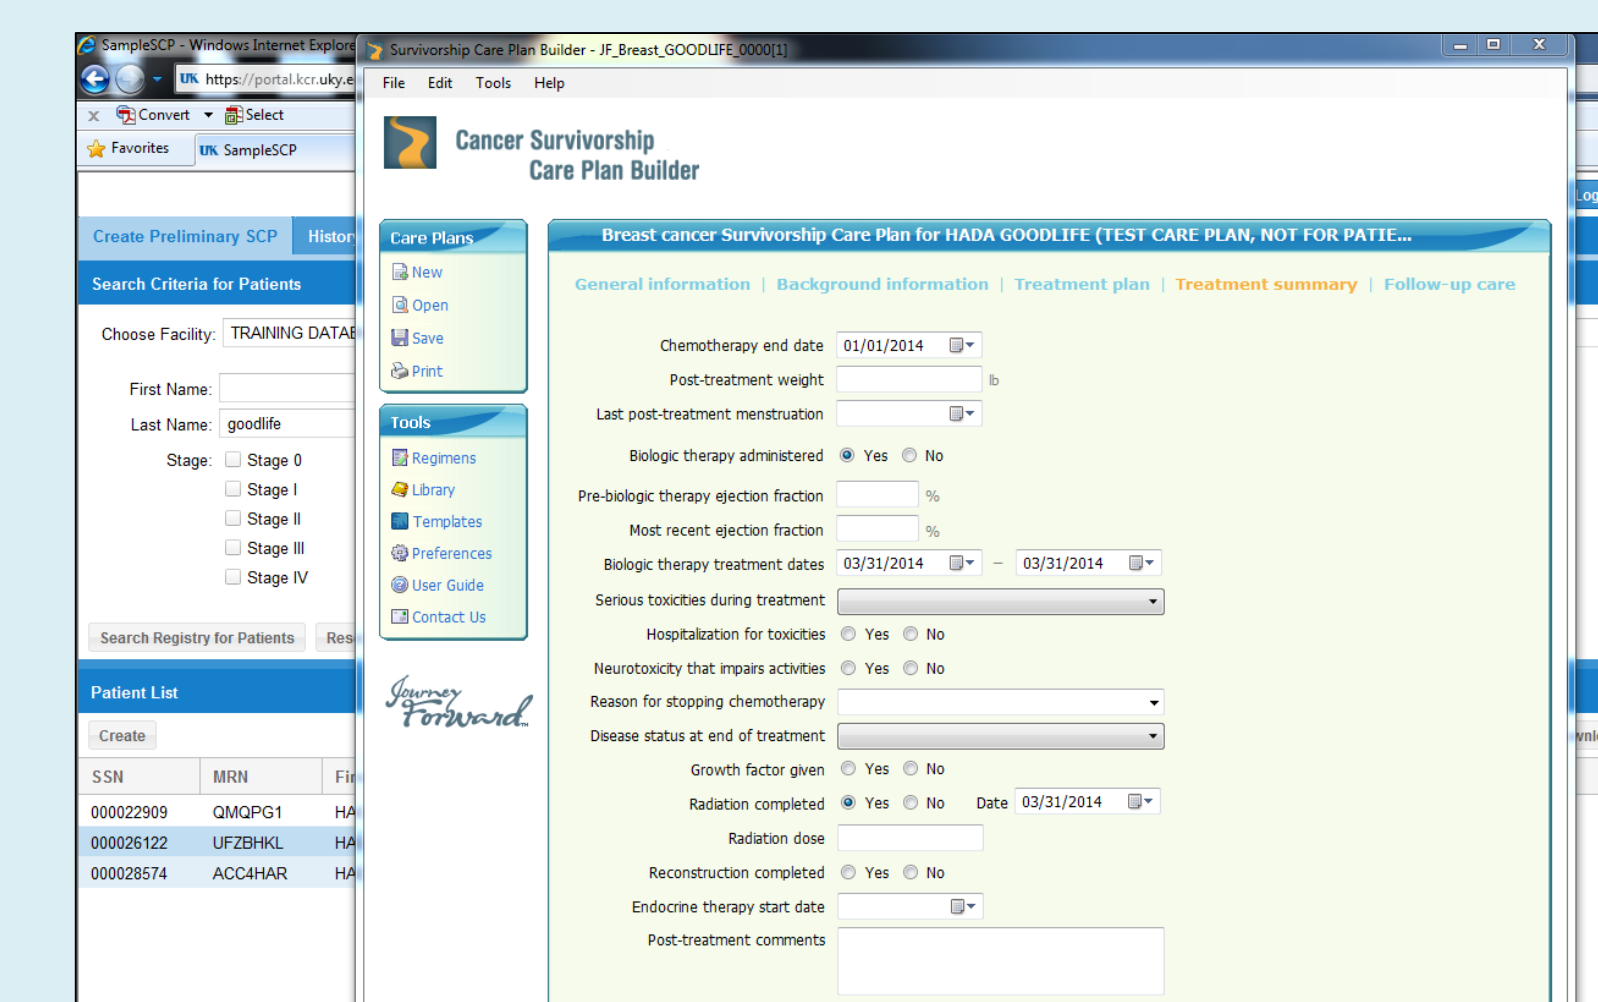 SampleSCP - Windows Internet Explore
UK https://portal.kcr.uky.e
x Convert Select
Favorites UK SampleSCP
Create Preliminary SCP History
Search Criteria for Patients
Choose Facility: TRAINING DATAB
First Name:
Last Name: goodlife
Stage: Stage 0
Stage I
Stage II
Stage III
Stage IV
Search Registry for Patients Res
Patient List
Create
SSN MRN Fir
000022909 QMQPG1 HA
000026122 UFZBHKL HA
000028574 ACC4HAR HA
Survivorship Care Plan Builder - JF_Breast_GOODLIFE_0000[1]
File Edit Tools Help
Cancer Survivorship
Care Plan Builder
Care Plans
New
Open
Save
Print
Tools
Regimens
Library
Templates
Preferences
User Guide
Contact Us
Journey
Forward
Breast cancer Survivorship Care Plan for HADA GOODLIFE (TEST CARE PLAN, NOT FOR PATIE...
General information | Background information | Treatment plan | Treatment summary | Follow-up care
Chemotherapy end date 01/01/2014
Post-treatment weight lb
Last post-treatment menstruation
Biologic therapy administered Yes No
Pre-biologic therapy ejection fraction %
Most recent ejection fraction %
Biologic therapy treatment dates 03/31/2014 – 03/31/2014
Serious toxicities during treatment
Hospitalization for toxicities Yes No
Neurotoxicity that impairs activities Yes No
Reason for stopping chemotherapy
Disease status at end of treatment
Growth factor given Yes No
Radiation completed Yes No Date 03/31/2014
Radiation dose
Reconstruction completed Yes No
Endocrine therapy start date
Post-treatment comments
Log
wnl